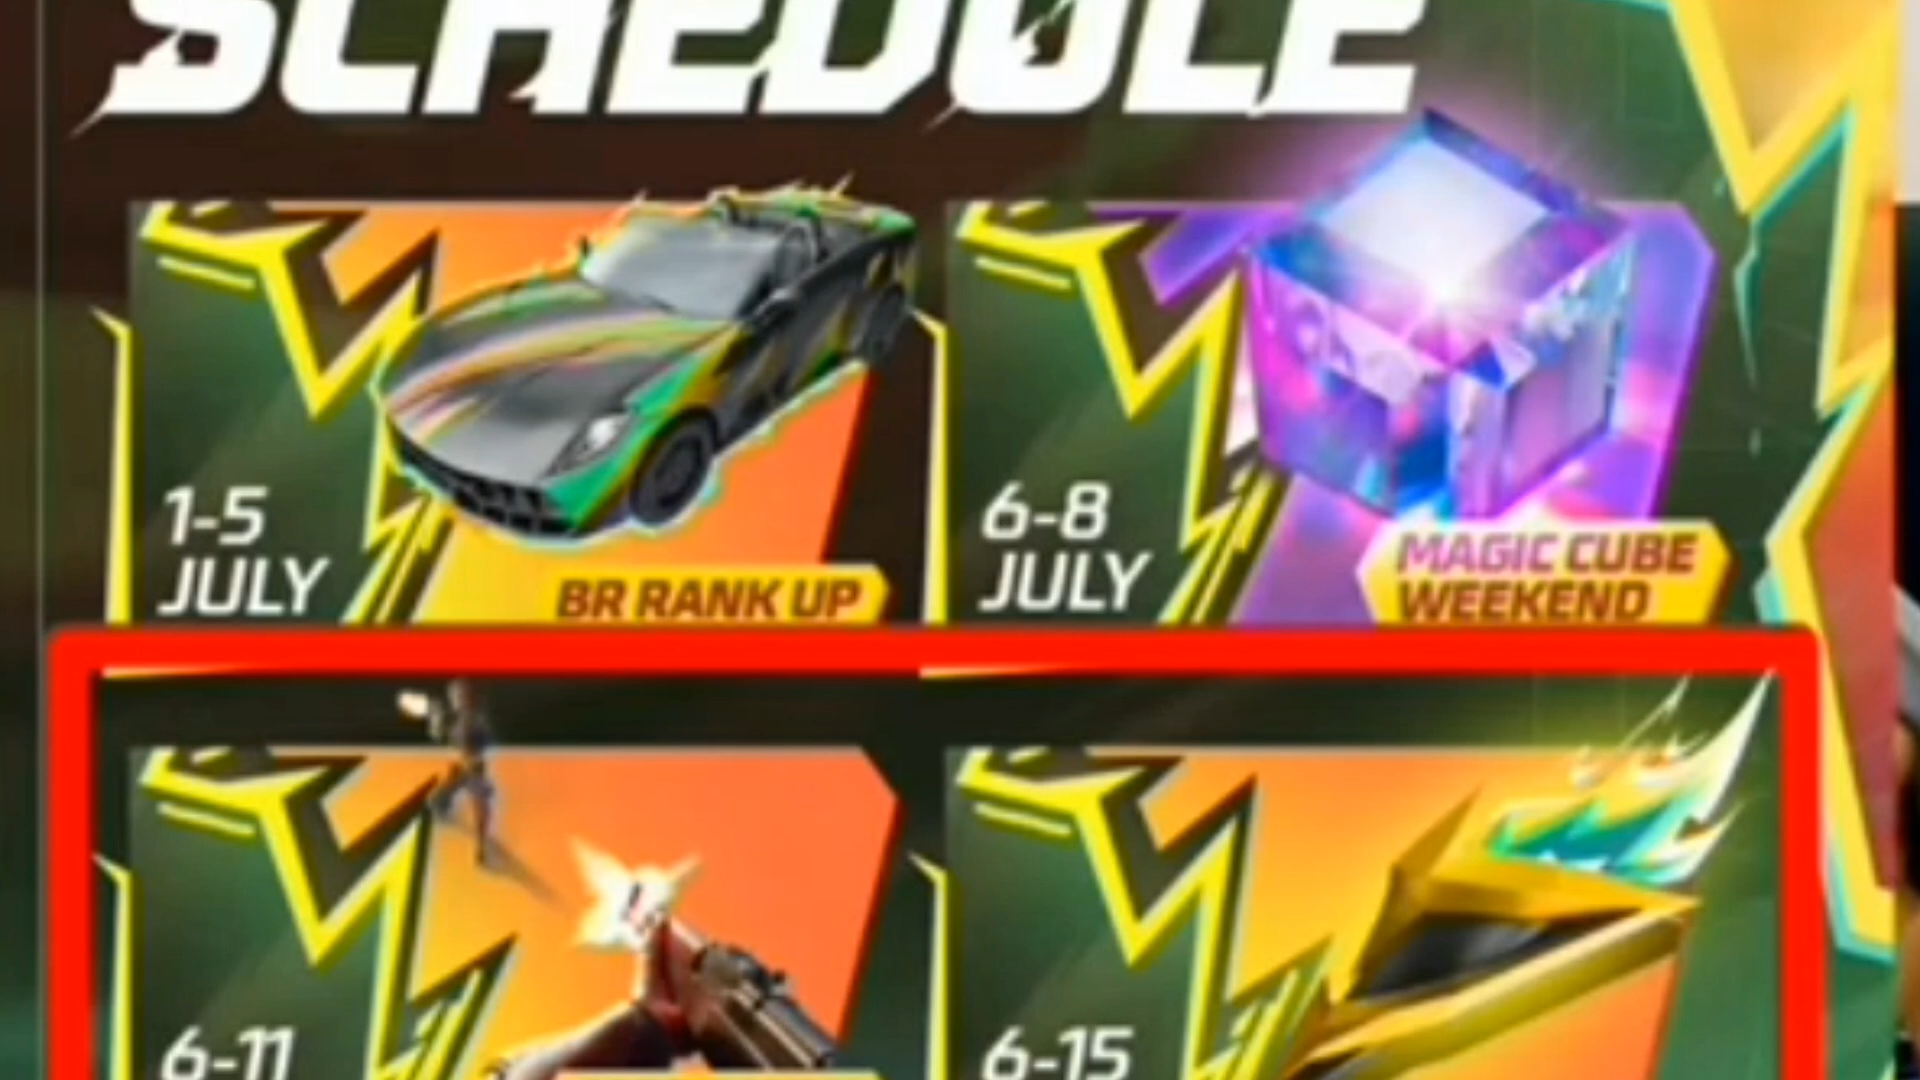 SCHEDULE
1-5
JULY
BR RANK UP
6-8
JULY
MAGIC CUBE
WEEKEND
6-11
6-15